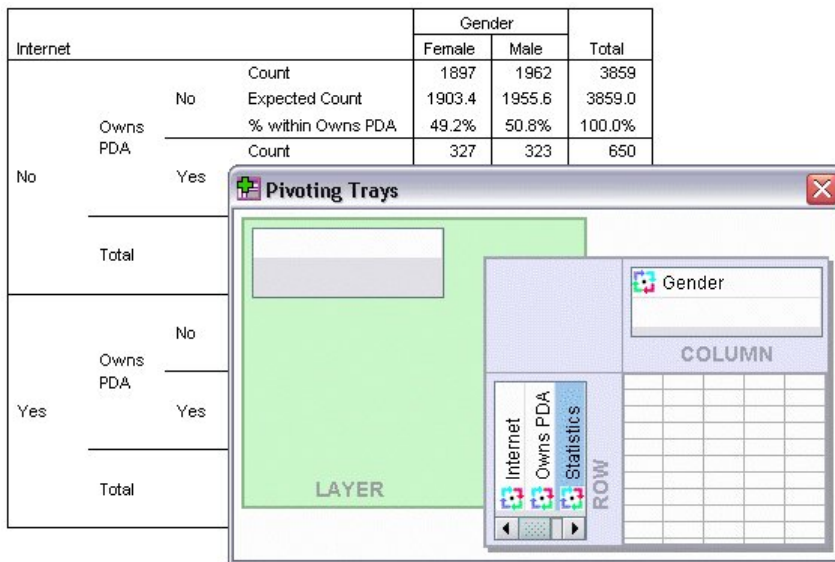 Gender
Internet Female Male Total
Count 1897 1962 3859
No Expected Count 1903.4 1955.6 3859.0
Owns PDA % within Owns PDA 49.2% 50.8% 100.0%
Count 327 323 650
No Yes
Total
No
Owns PDA
Yes Yes
Total
Pivoting Trays
Gender
COLUMN
Internet
Owns PDA
Statistics
ROW
LAYER